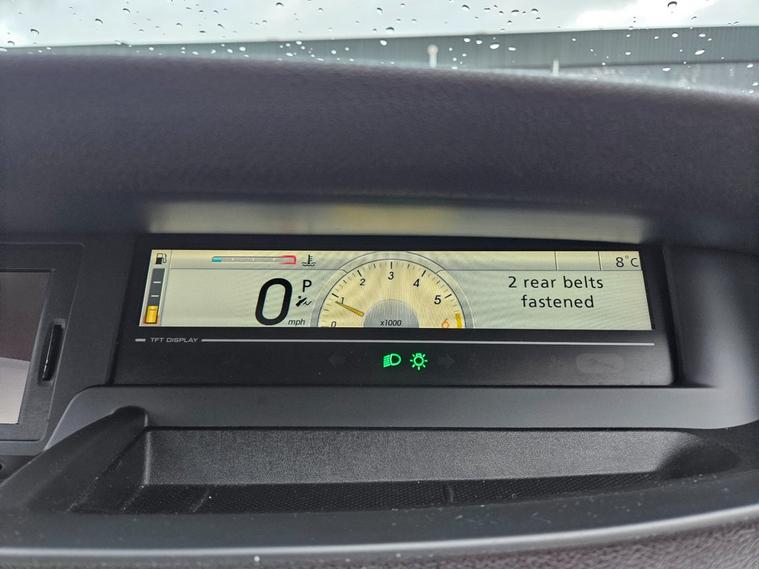 8°C
0 mph
P
0 1 2 3 4 5 6
x1000
2 rear belts
fastened
TFT DISPLAY